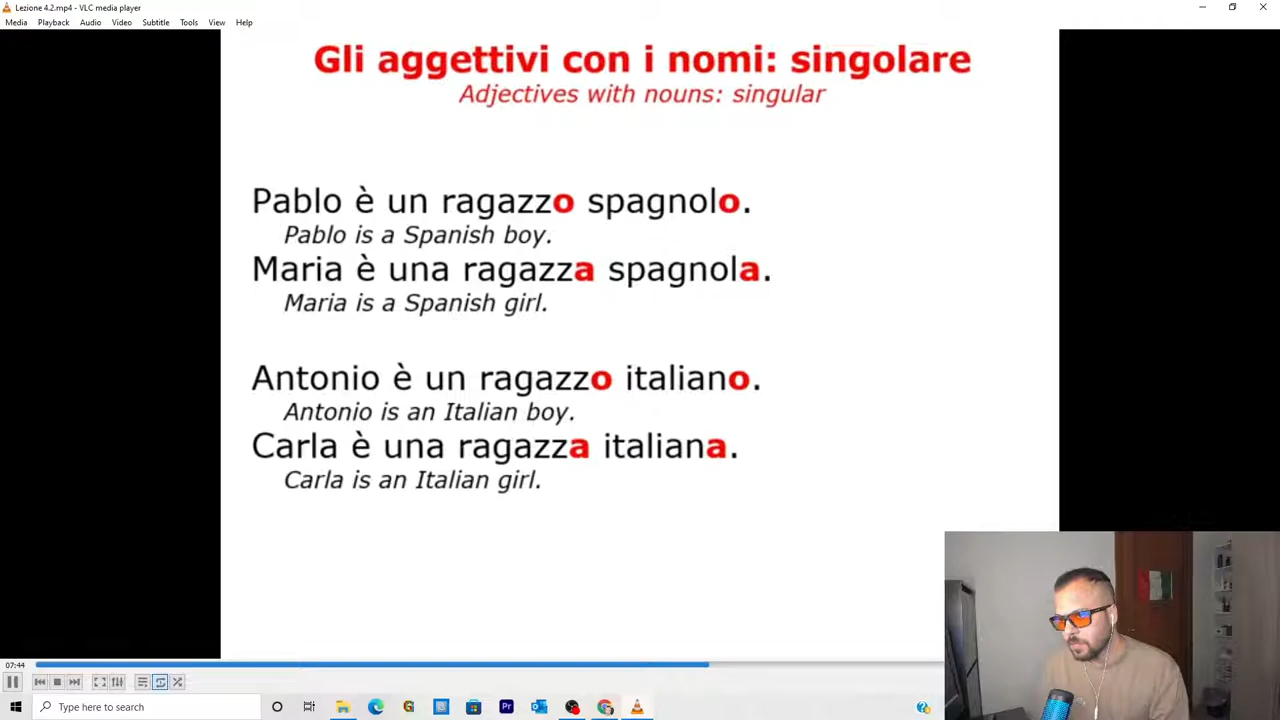 Lezione 4.2.mp4 - VLC media player
Media Playback Audio Video Subtitle Tools View Help
Gli aggettivi con i nomi: singolare
Adjectives with nouns: singular
Pablo è un ragazzo spagnolo.
Pablo is a Spanish boy.
Maria è una ragazza spagnola.
Maria is a Spanish girl.
Antonio è un ragazzo italiano.
Antonio is an Italian boy.
Carla è una ragazza italiana.
Carla is an Italian girl.
07:44
Type here to search
Pr